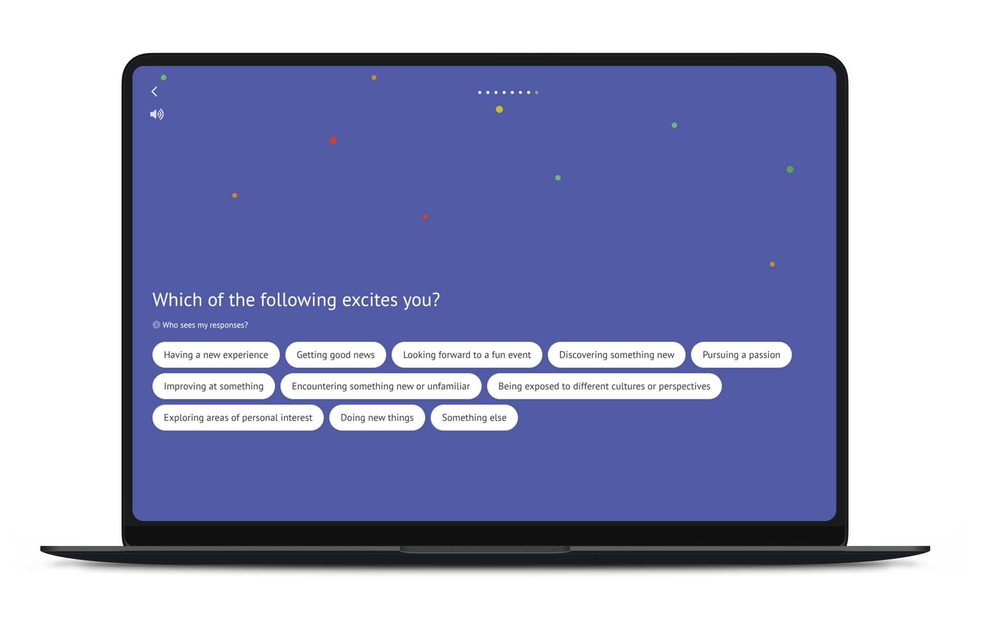 Which of the following excites you?
Who sees my responses?
Having a new experience
Getting good news
Looking forward to a fun event
Discovering something new
Pursuing a passion
Improving at something
Encountering something new or unfamiliar
Being exposed to different cultures or perspectives
Exploring areas of personal interest
Doing new things
Something else